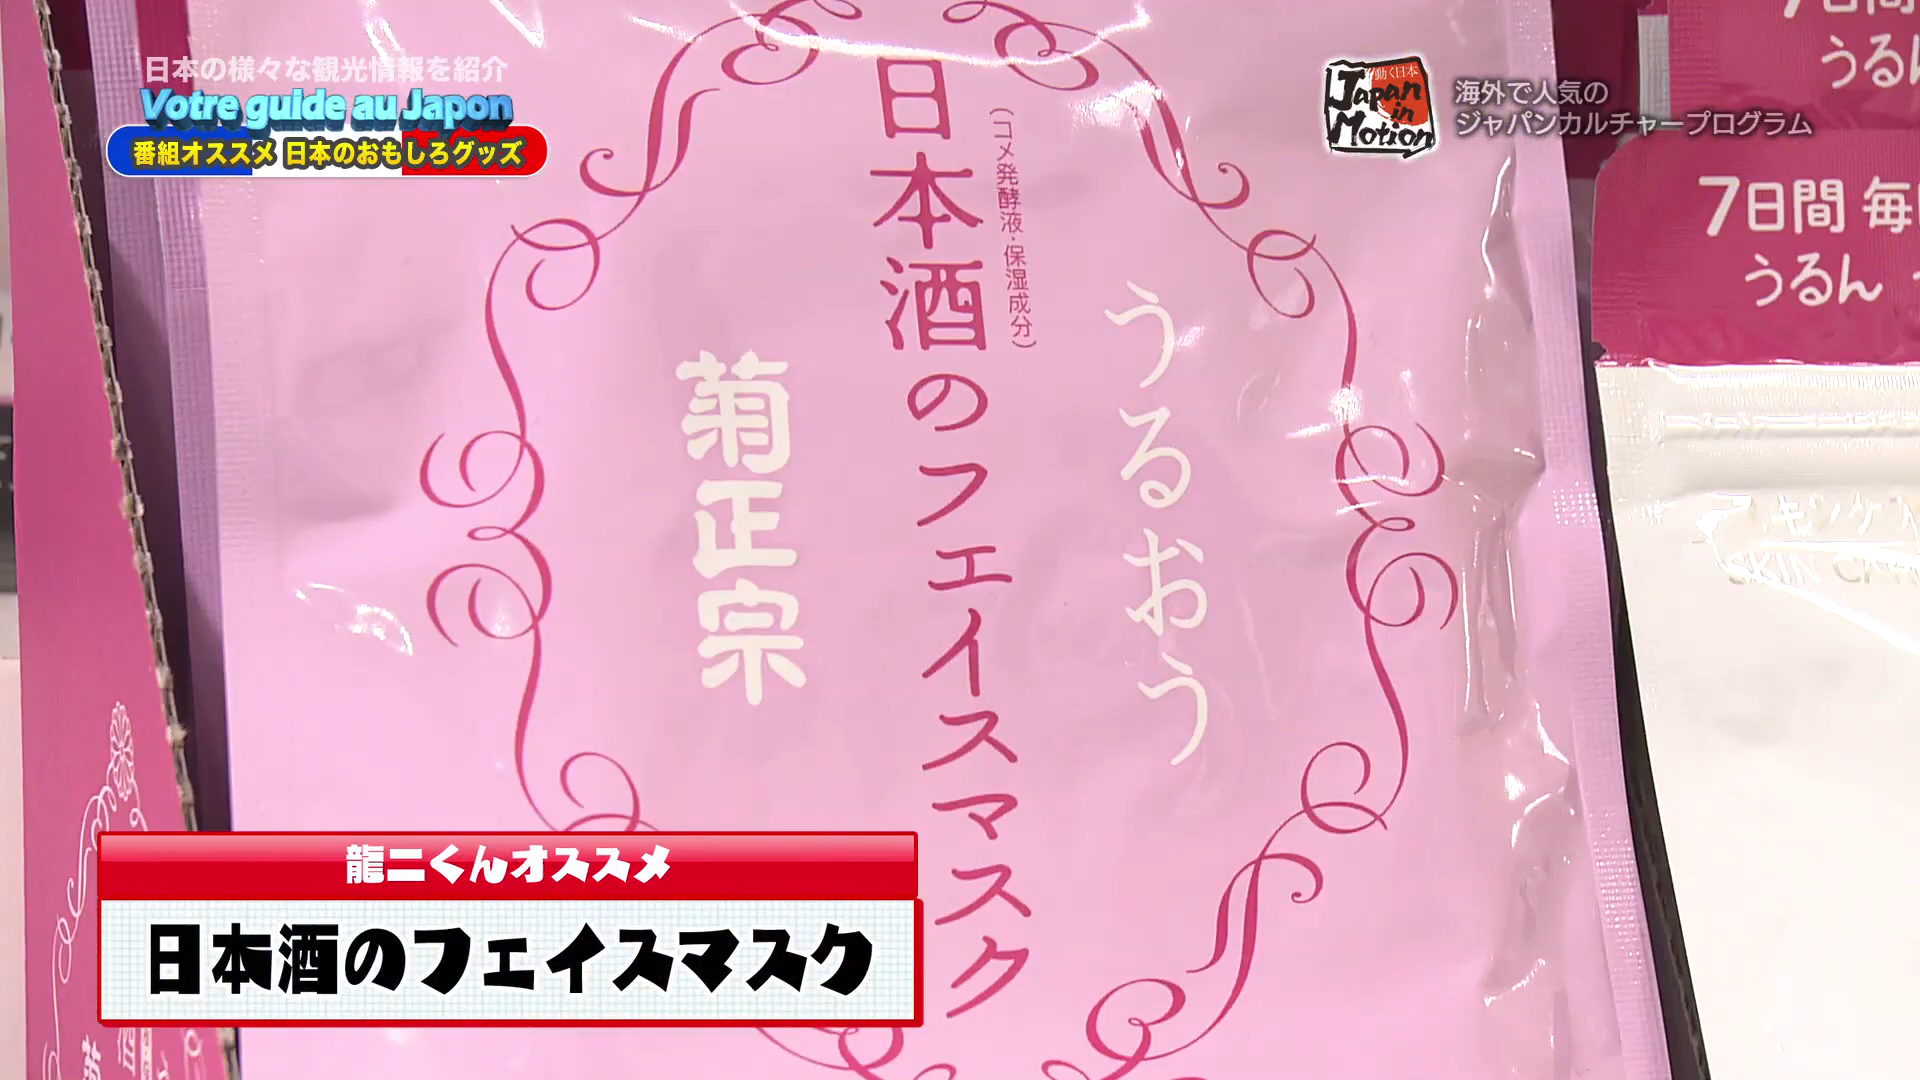 日本の様々な観光情報を紹介
Votre guide au Japon
番組オススメ 日本のおもしろグッズ
動く日本
Japan
in
Motion
海外で人気の
ジャパンカルチャープログラム
うるおう
(コメ発酵液・保湿成分)
日本酒のフェイスマスク
菊正宗
7日間 毎
うるん
龍二くんオススメ
日本酒のフェイスマスク